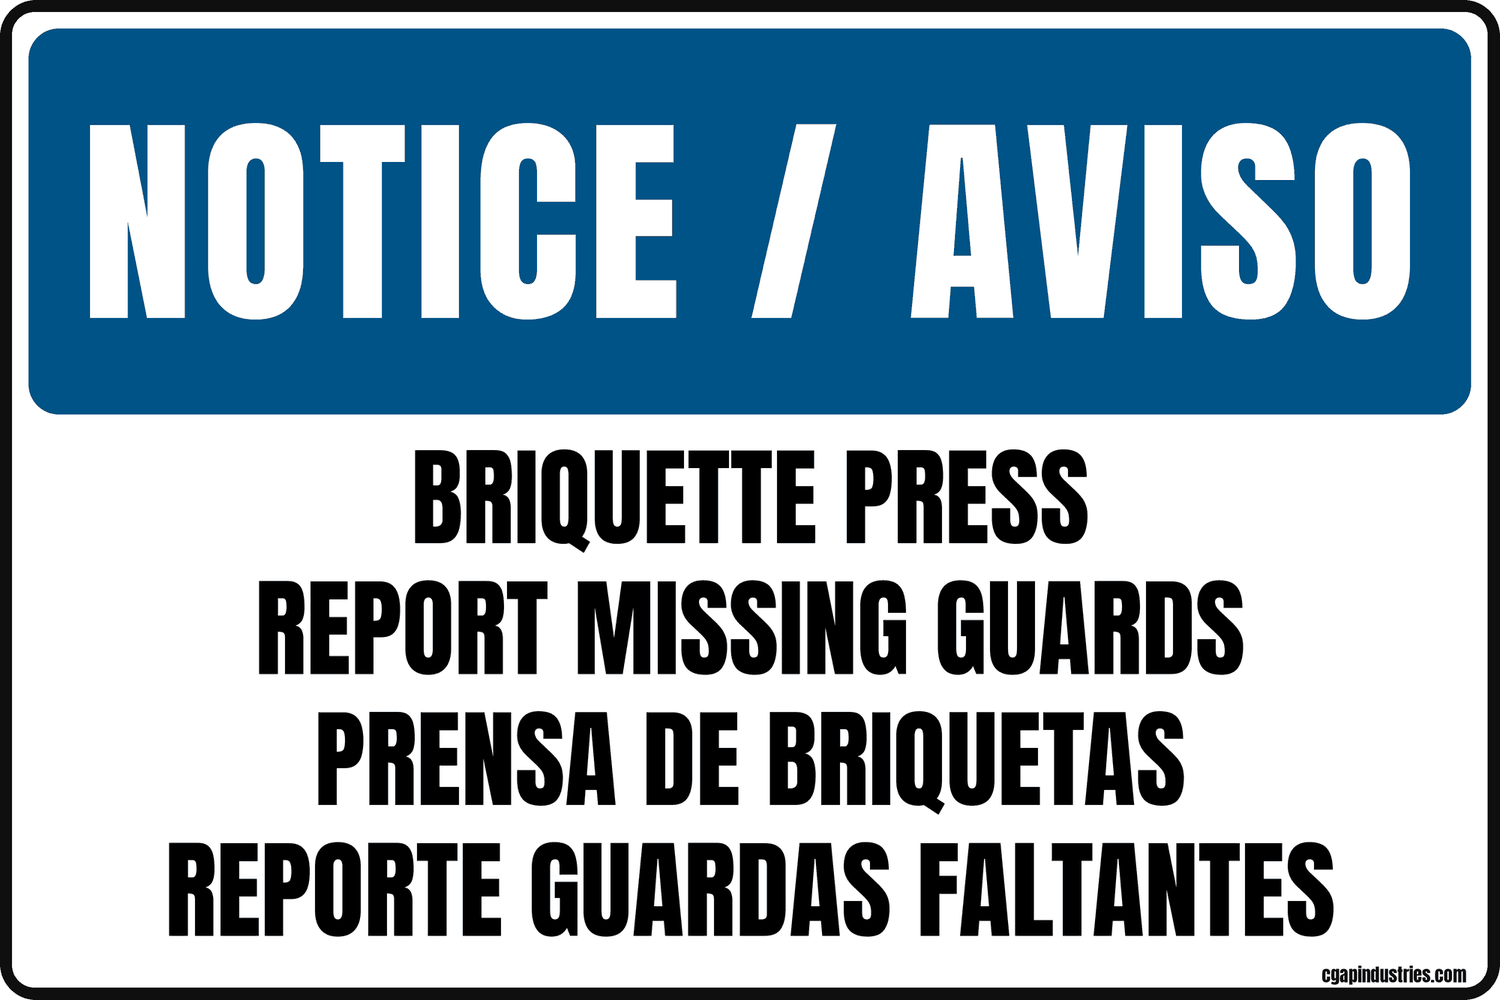 NOTICE / AVISO
BRIQUETTE PRESS
REPORT MISSING GUARDS
PRENSA DE BRIQUETAS
REPORTE GUARDAS FALTANTES
cgapindustries.com